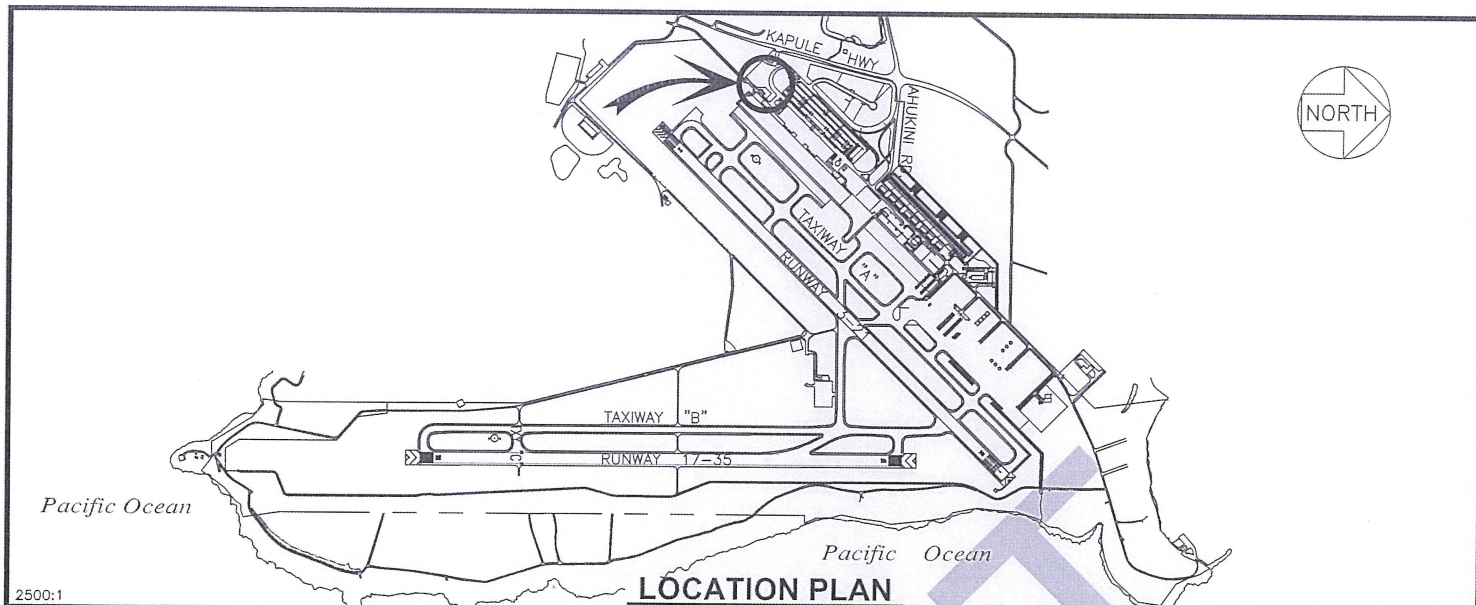 KAPULE HWY
AHUKINI RD
NORTH
TAXIWAY "A"
RUNWAY
TAXIWAY "B"
RUNWAY 17-35
Pacific Ocean
Pacific Ocean
LOCATION PLAN
2500:1